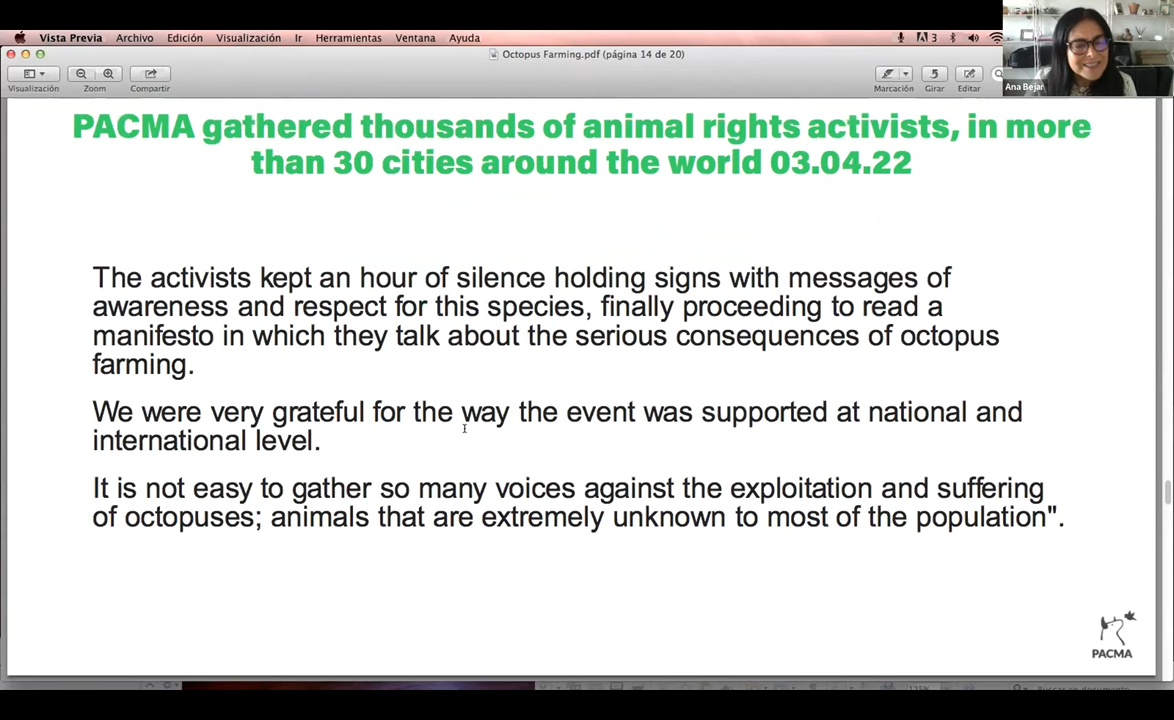 Vista Previa Archivo Edición Visualización Ir Herramientas Ventana Ayuda
3
Octopus Farming.pdf (página 14 de 20)
Visualización Zoom Compartir Marcación Girar Editar
Ana Bejar
PACMA gathered thousands of animal rights activists, in more
than 30 cities around the world 03.04.22
The activists kept an hour of silence holding signs with messages of
awareness and respect for this species, finally proceeding to read a
manifesto in which they talk about the serious consequences of octopus
farming.
We were very grateful for the way the event was supported at national and
international level.
It is not easy to gather so many voices against the exploitation and suffering
of octopuses; animals that are extremely unknown to most of the population".
PACMA